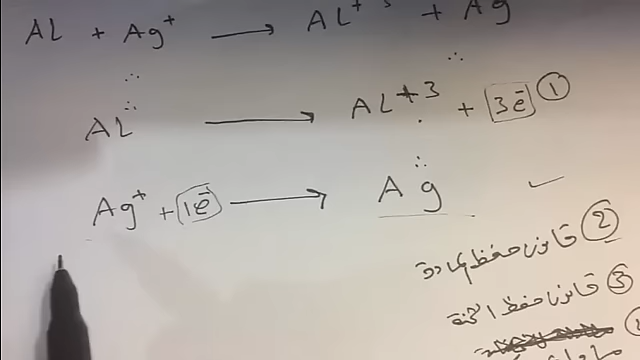 AL + Ag⁺ → AL⁺³ + Ag
AL → AL⁺³ + 3e⁻ ①
Ag⁺ + 1e⁻ → Ag ✓
② قانون حفظ المادة
③ قانون حفظ الشحنة